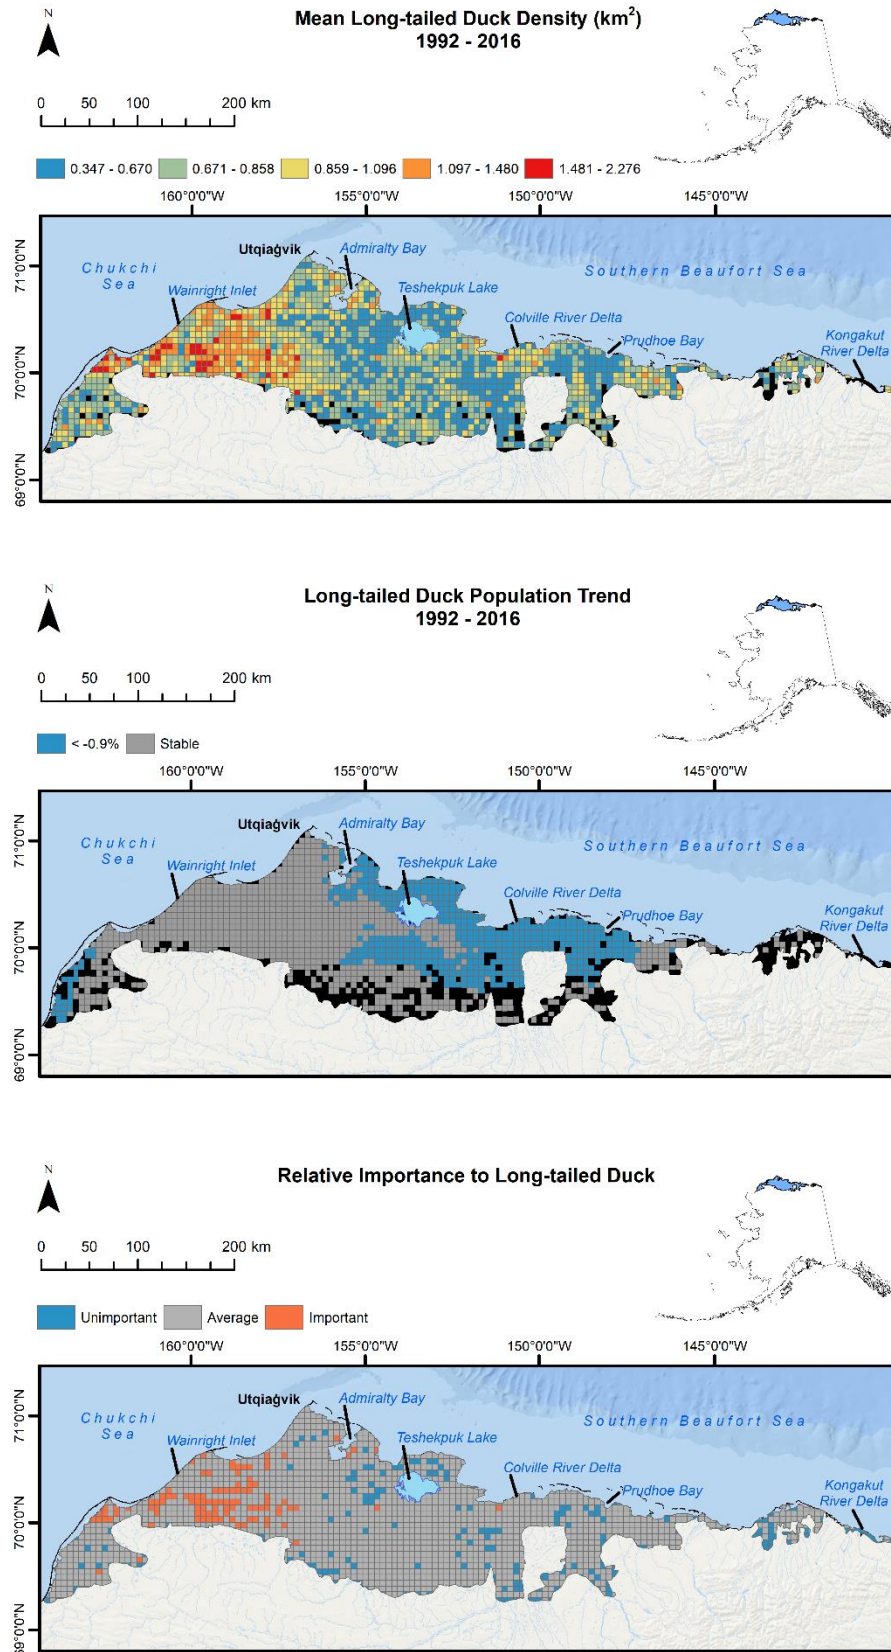 Mean Long-tailed Duck Density (km²)
1992 - 2016
N
0 50 100 200 km
0.347 - 0.670 0.671 - 0.858 0.859 - 1.096 1.097 - 1.480 1.481 - 2.276
160°0'0"W 155°0'0"W 150°0'0"W 145°0'0"W
71°0'0"N
70°0'0"N
69°0'0"N
Chukchi
Sea
Wainright Inlet
Utqiaġvik
Admiralty Bay
Teshekpuk Lake
Southern Beaufort Sea
Colville River Delta
Prudhoe Bay
Kongakut
River Delta
Long-tailed Duck Population Trend
1992 - 2016
N
0 50 100 200 km
< -0.9% Stable
160°0'0"W 155°0'0"W 150°0'0"W 145°0'0"W
71°0'0"N
70°0'0"N
69°0'0"N
Chukchi
Sea
Wainright Inlet
Utqiaġvik
Admiralty Bay
Teshekpuk Lake
Southern Beaufort Sea
Colville River Delta
Prudhoe Bay
Kongakut
River Delta
Relative Importance to Long-tailed Duck
N
0 50 100 200 km
Unimportant Average Important
160°0'0"W 155°0'0"W 150°0'0"W 145°0'0"W
71°0'0"N
70°0'0"N
69°0'0"N
Chukchi
Sea
Wainright Inlet
Utqiaġvik
Admiralty Bay
Teshekpuk Lake
Southern Beaufort Sea
Colville River Delta
Prudhoe Bay
Kongakut
River Delta